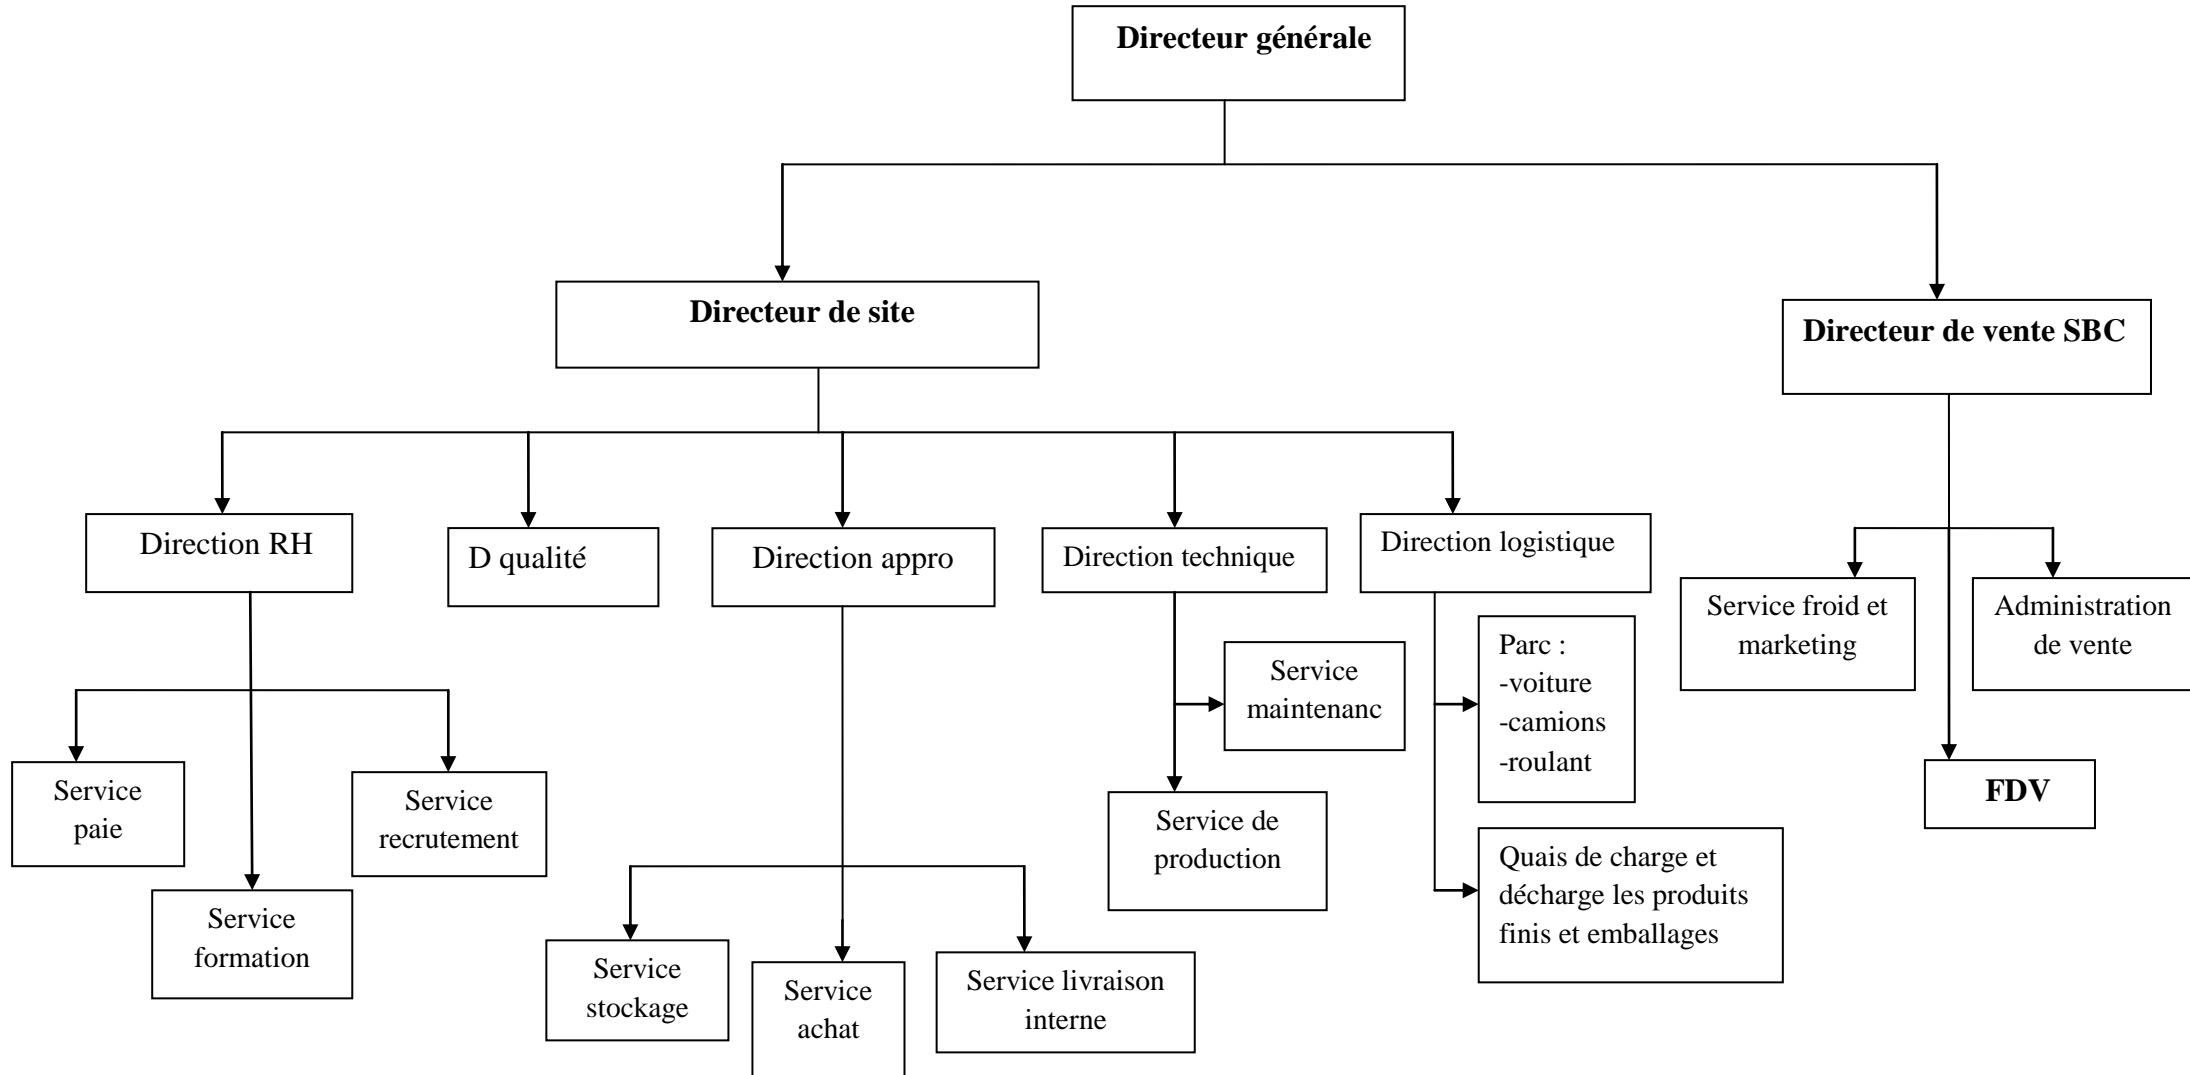 Directeur générale
Directeur de site
Directeur de vente SBC
Direction RH
D qualité
Direction appro
Direction technique
Direction logistique
Service froid et
marketing
Administration
de vente
Parc :
-voiture
-camions
-roulant
Service
maintenanc
FDV
Service
paie
Service
recrutement
Service de
production
Quais de charge et
décharge les produits
finis et emballages
Service
formation
Service
stockage
Service
achat
Service livraison
interne